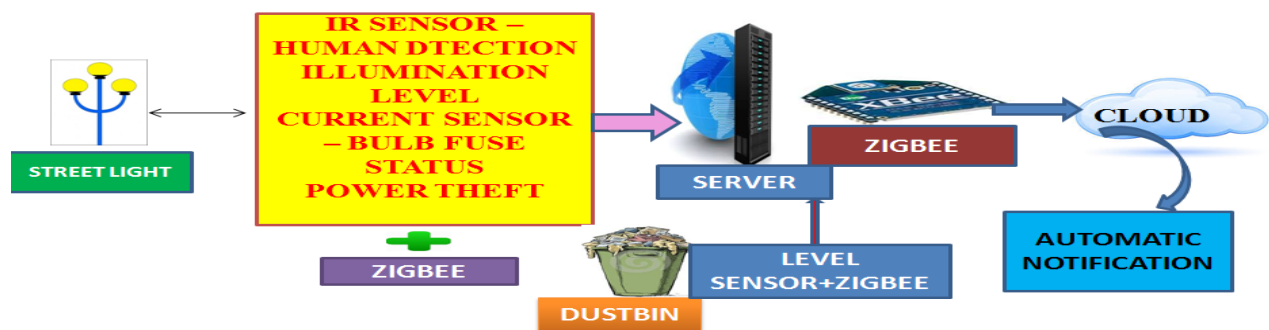 IR SENSOR –
HUMAN DTECTION
ILLUMINATION
LEVEL
CURRENT SENSOR
– BULB FUSE
STATUS
POWER THEFT
STREET LIGHT
ZIGBEE
SERVER
XBee
ZIGBEE
CLOUD
DUSTBIN
LEVEL
SENSOR+ZIGBEE
AUTOMATIC
NOTIFICATION